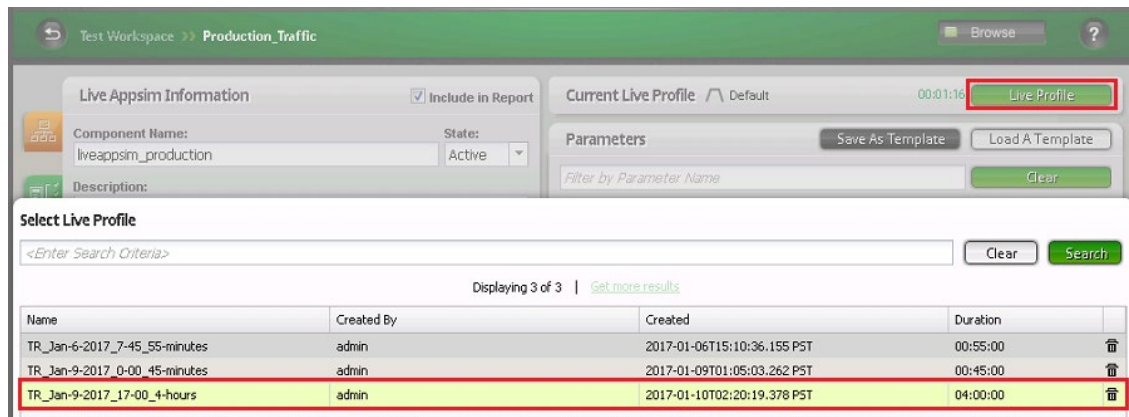 Test Workspace >> Production_Traffic
Browse
?
Live Appsim Information
Include in Report
Component Name:
State:
liveappsim_production
Active
Description:
Current Live Profile Default
00:01:16
Live Profile
Parameters
Save As Template
Load A Template
Filter by Parameter Name
Clear
Select Live Profile
<Enter Search Criteria>
Clear
Search
Displaying 3 of 3 | Get more results
Name Created By Created Duration
TR_Jan-6-2017_7-45_55-minutes admin 2017-01-06T15:10:36.155 PST 00:55:00
TR_Jan-9-2017_0-00_45-minutes admin 2017-01-09T01:05:03.262 PST 00:45:00
TR_Jan-9-2017_17-00_4-hours admin 2017-01-10T02:20:19.378 PST 04:00:00